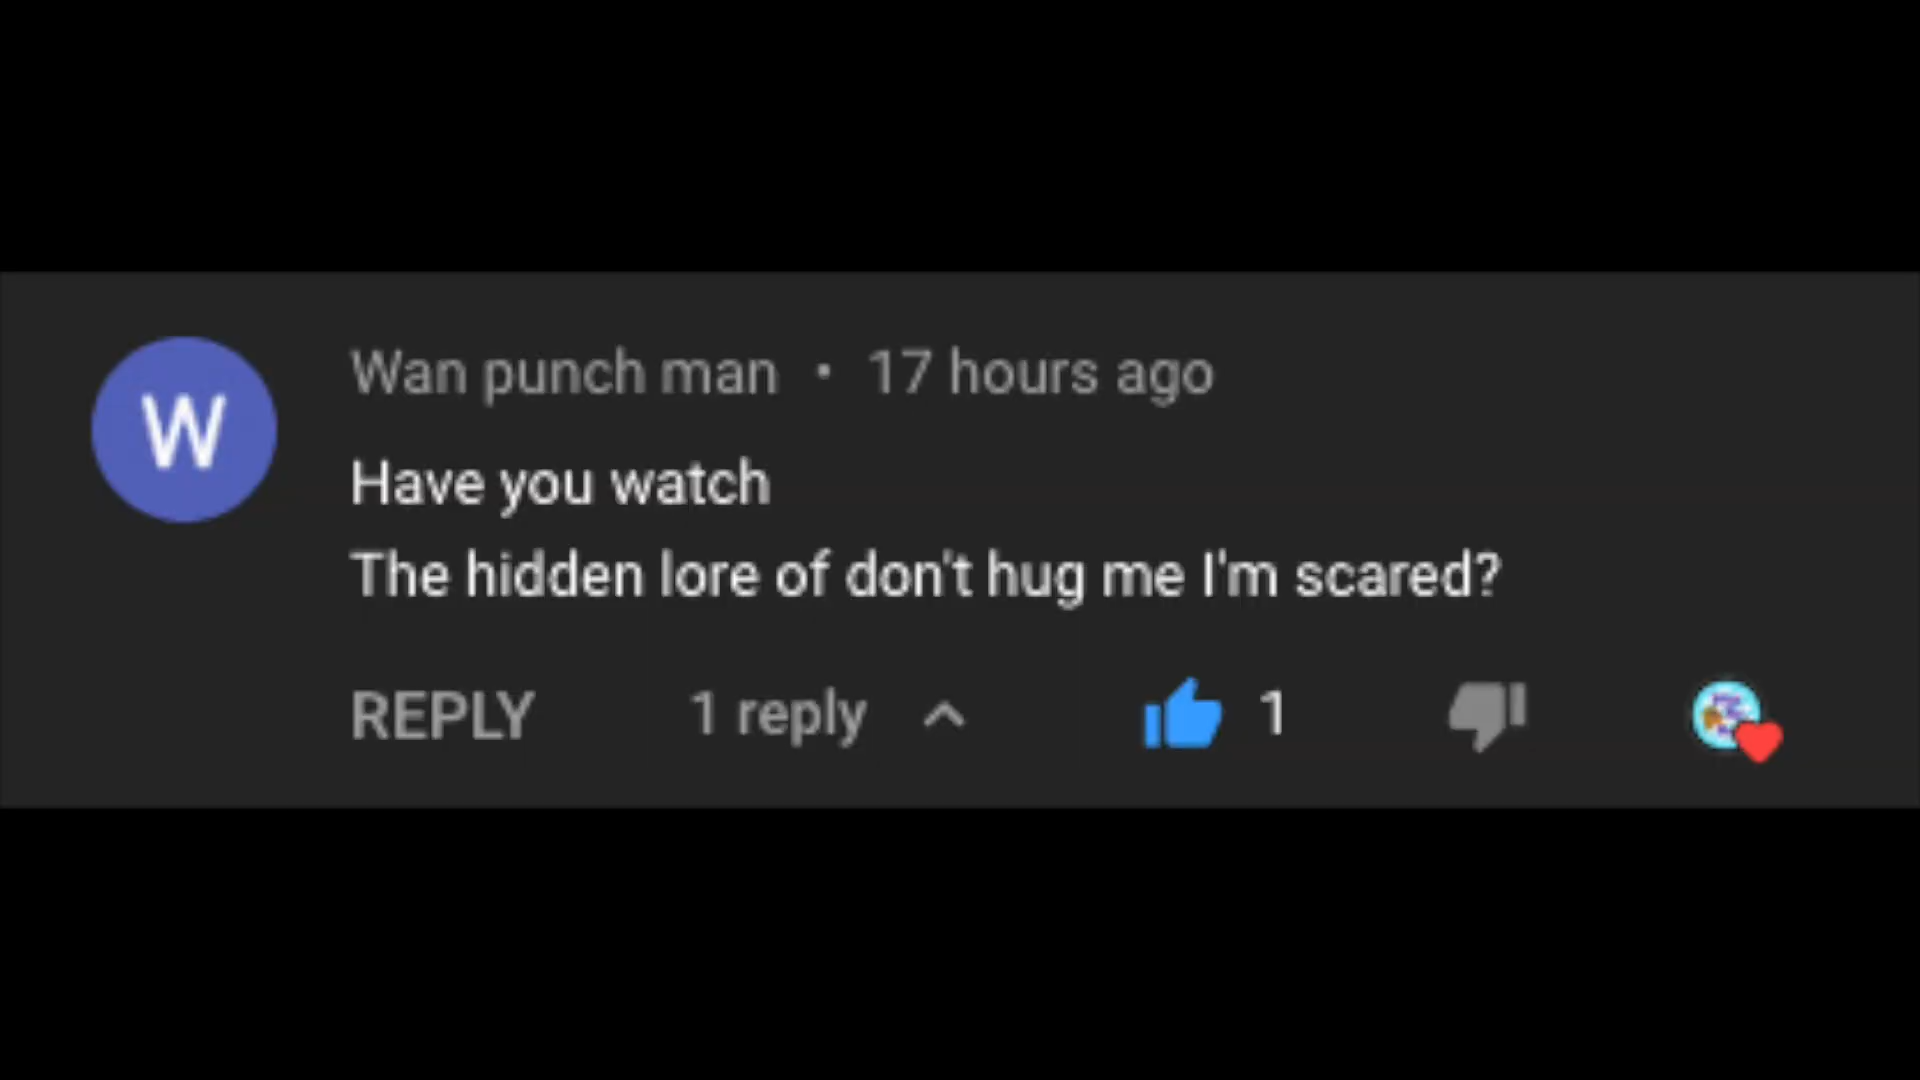 W
Wan punch man • 17 hours ago
Have you watch
The hidden lore of don't hug me I'm scared?
REPLY 1 reply 1